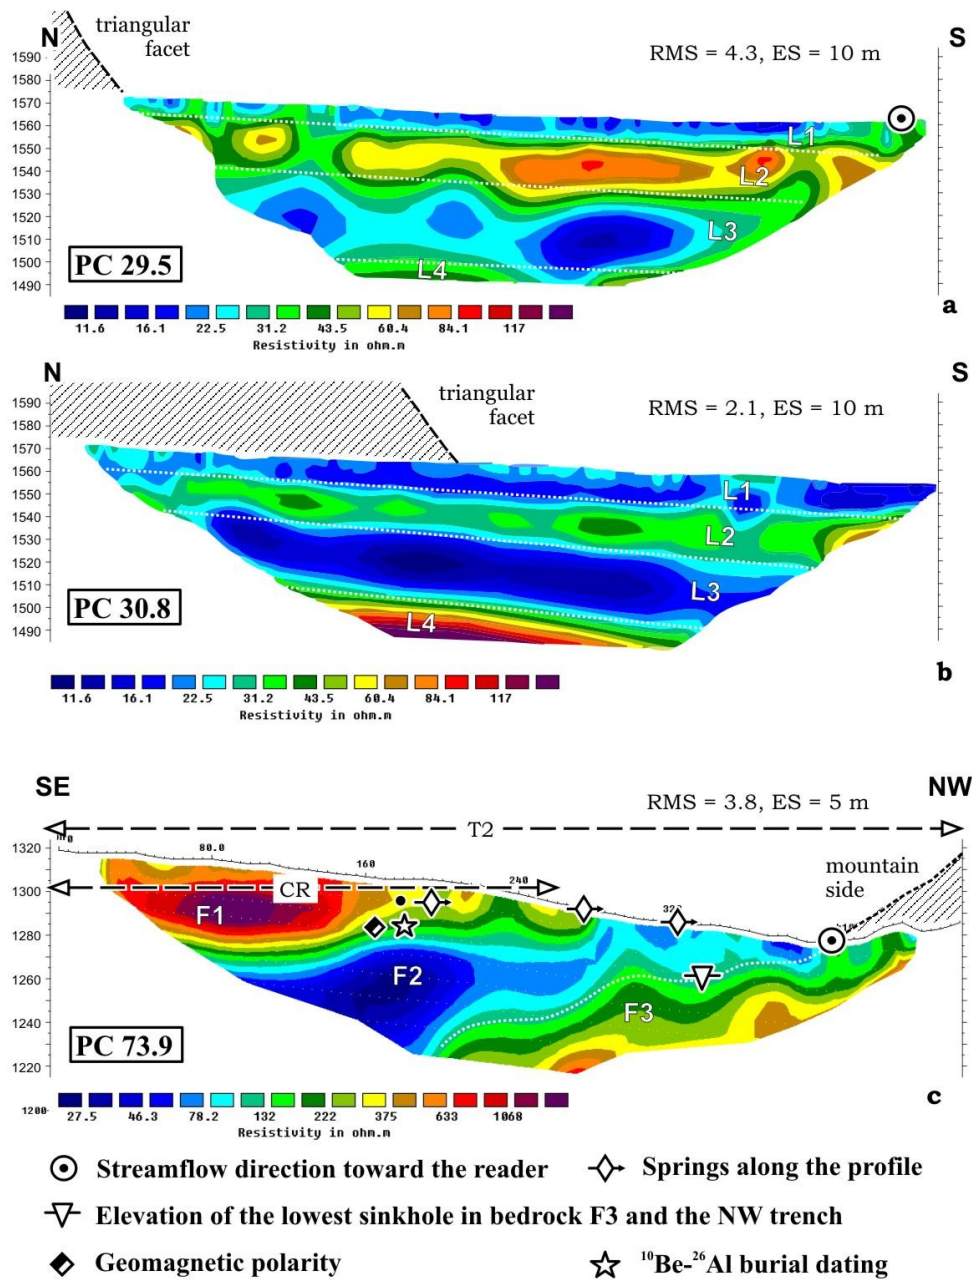 N
triangular
facet
S
RMS = 4.3, ES = 10 m
1590
1580
1570
1560
1550
1540
1530
1520
1510
1500
1490
L1
L2
L3
L4
PC 29.5
11.6 16.1 22.5 31.2 43.5 60.4 84.1 117
Resistivity in ohm.m
a
N
triangular
facet
S
RMS = 2.1, ES = 10 m
1590
1580
1570
1560
1550
1540
1530
1520
1510
1500
1490
L1
L2
L3
L4
PC 30.8
11.6 16.1 22.5 31.2 43.5 60.4 84.1 117
Resistivity in ohm.m
b
SE
NW
RMS = 3.8, ES = 5 m
T2
1320
1300
1280
1260
1240
1220
1200
80.0
160
240
mountain
side
CR
F1
F2
F3
PC 73.9
27.5 46.3 78.2 132 222 375 633 1068
Resistivity in ohm.m
c
Streamflow direction toward the reader
Springs along the profile
Elevation of the lowest sinkhole in bedrock F3 and the NW trench
Geomagnetic polarity
¹⁰Be-²⁶Al burial dating